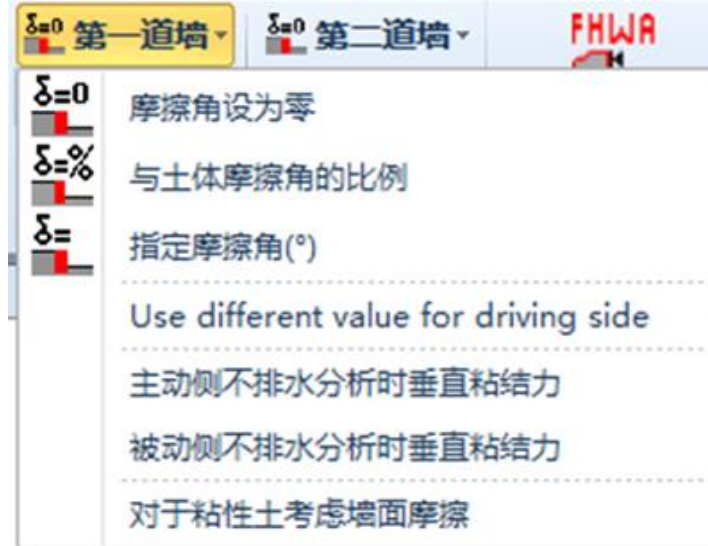 δ=0 第一道墙 δ=0 第二道墙 FHWA
δ=0 摩擦角设为零
δ=% 与土体摩擦角的比例
δ= 指定摩擦角(°)
Use different value for driving side
主动侧不排水分析时垂直粘结力
被动侧不排水分析时垂直粘结力
对于粘性土考虑墙面摩擦